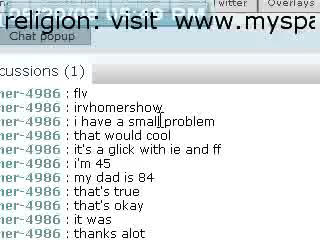 Twitter
Overlays
religion: visit www.myspa
Chat popup
cussions (1)
ner-4986 : flv
ner-4986 : irvhomershow
ner-4986 : i have a small problem
ner-4986 : that would cool
ner-4986 : it's a glick with ie and ff
ner-4986 : i'm 45
ner-4986 : my dad is 84
ner-4986 : that's true
ner-4986 : that's okay
ner-4986 : it was
ner-4986 : thanks alot